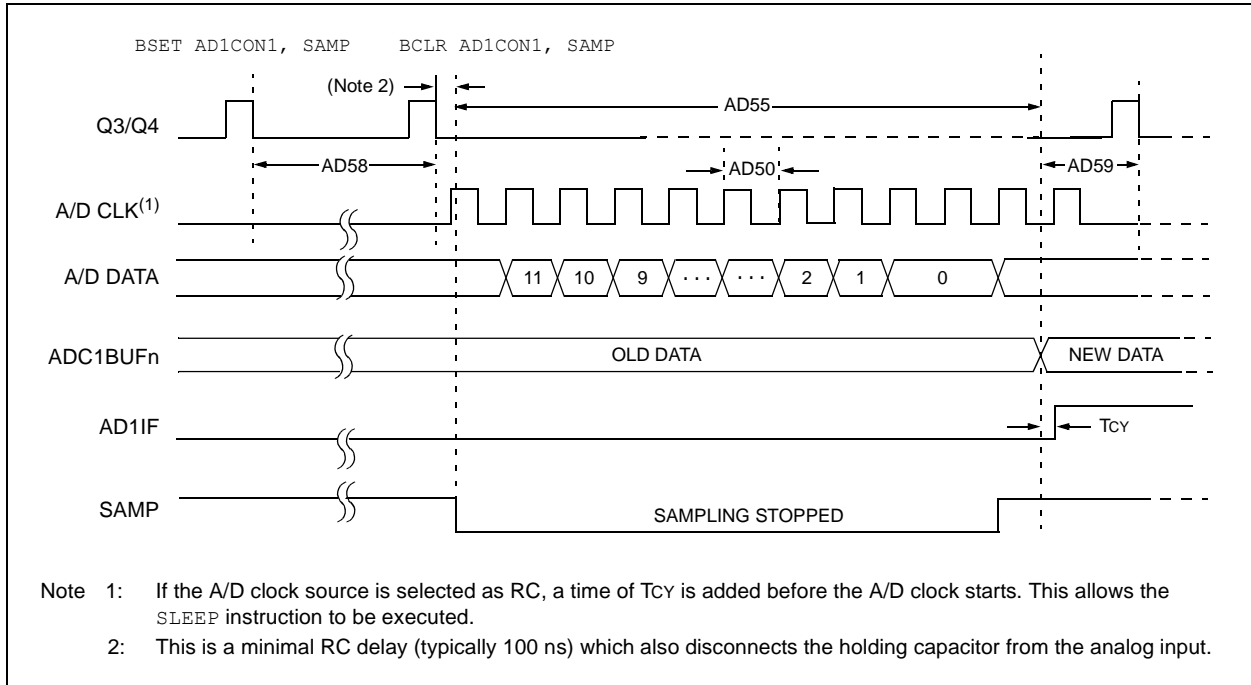 BSET AD1CON1, SAMP BCLR AD1CON1, SAMP
(Note 2)
AD55
Q3/Q4
AD58
AD50
AD59
A/D CLK(1)
A/D DATA
11 10 9 . . . . . . 2 1 0
ADC1BUFn
OLD DATA
NEW DATA
AD1IF
TCY
SAMP
SAMPLING STOPPED
Note 1: If the A/D clock source is selected as RC, a time of TCY is added before the A/D clock starts. This allows the
SLEEP instruction to be executed.
2: This is a minimal RC delay (typically 100 ns) which also disconnects the holding capacitor from the analog input.